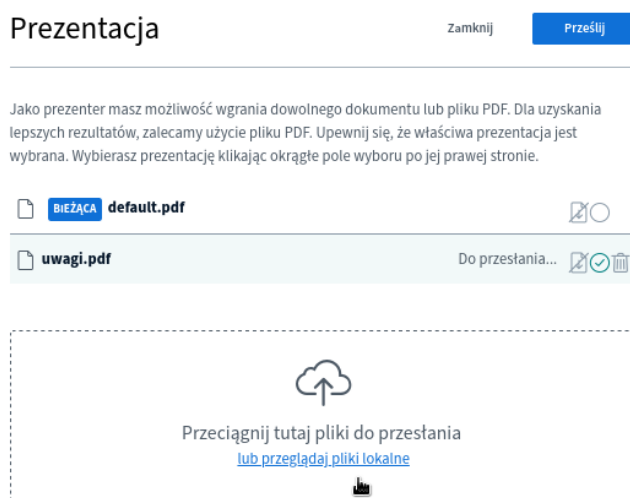 Prezentacja
Zamknij
Prześlij
Jako prezenter masz możliwość wgrania dowolnego dokumentu lub pliku PDF. Dla uzyskania
lepszych rezultatów, zalecamy użycie pliku PDF. Upewnij się, że właściwa prezentacja jest
wybrana. Wybierasz prezentację klikając okrągłe pole wyboru po jej prawej stronie.
BIEŻĄCA default.pdf
uwagi.pdf
Do przesłania...
Przeciągnij tutaj pliki do przesłania
lub przeglądaj pliki lokalne